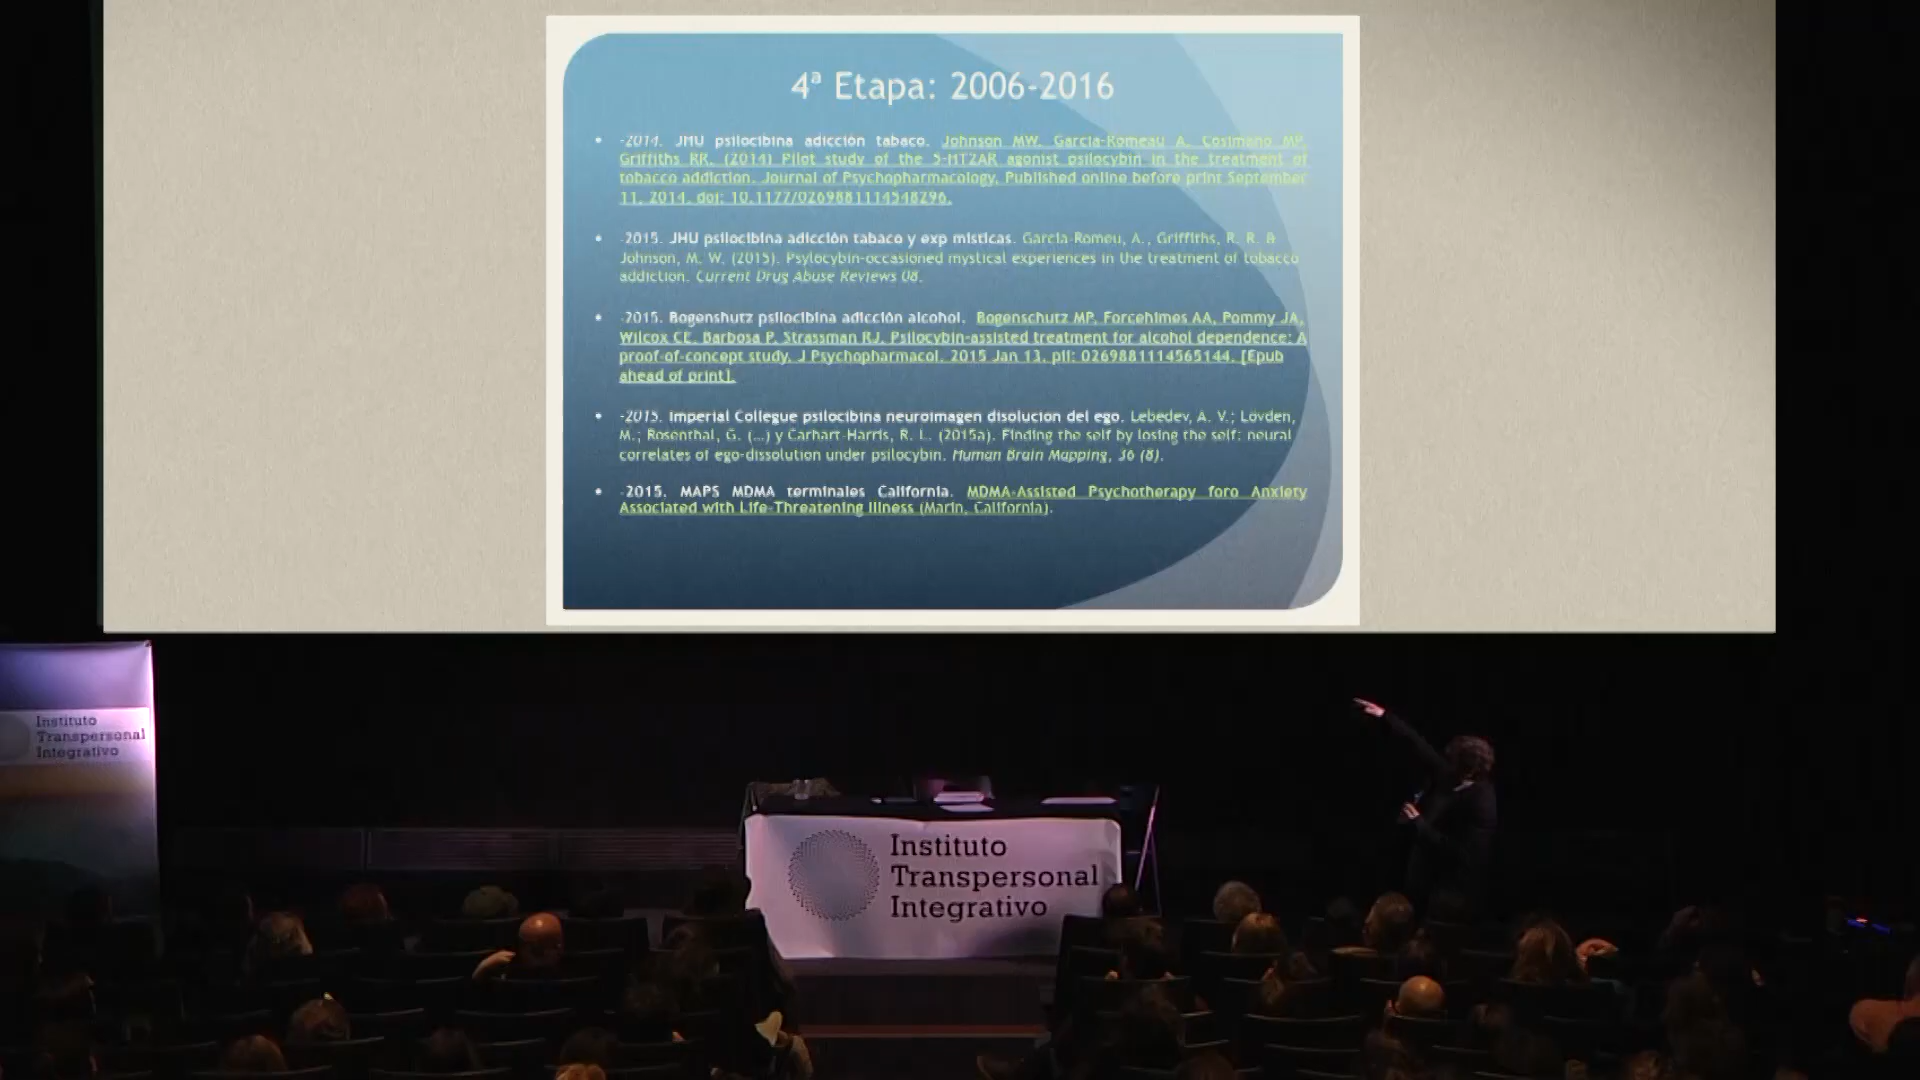 4ª Etapa: 2006-2016
• -2014. JHU psilocibina adicción tabaco. Johnson MW, Garcia-Romeau A, Cosimano MP,
Griffiths RR. (2014) Pilot study of the 5-HT2AR agonist psilocybin in the treatment of
tobacco addiction. Journal of Psychopharmacology, Published online before print September
11, 2014, doi: 10.1177/0269881114548296.
• -2015. JHU psilocibina adicción tabaco y exp místicas. Garcia-Romeu, A., Griffiths, R. R. &
Johnson, M. W. (2015). Psylocybin-occasioned mystical experiences in the treatment of tobacco
addiction. Current Drug Abuse Reviews 08.
• -2015. Bogenshutz psilocibina adicción alcohol. Bogenschutz MP, Forcehimes AA, Pommy JA,
Wilcox CE, Barbosa P, Strassman RJ. Psilocybin-assisted treatment for alcohol dependence: A
proof-of-concept study. J Psychopharmacol. 2015 Jan 13. pii: 0269881114565144. [Epub
ahead of print].
• -2015. Imperial Collegue psilocibina neuroimagen disolucion del ego. Lebedev, A. V.; Lövden,
M.; Rosenthal, G. (…) y Carhart-Harris, R. L. (2015a). Finding the self by losing the self: neural
correlates of ego-dissolution under psilocybin. Human Brain Mapping, 36 (8).
• -2015. MAPS MDMA terminales California. MDMA-Assisted Psychotherapy foro Anxiety
Associated with Life-Threatening Illness (Marin, California).
Instituto
Transpersonal
Integrativo
Instituto
Transpersonal
Integrativo